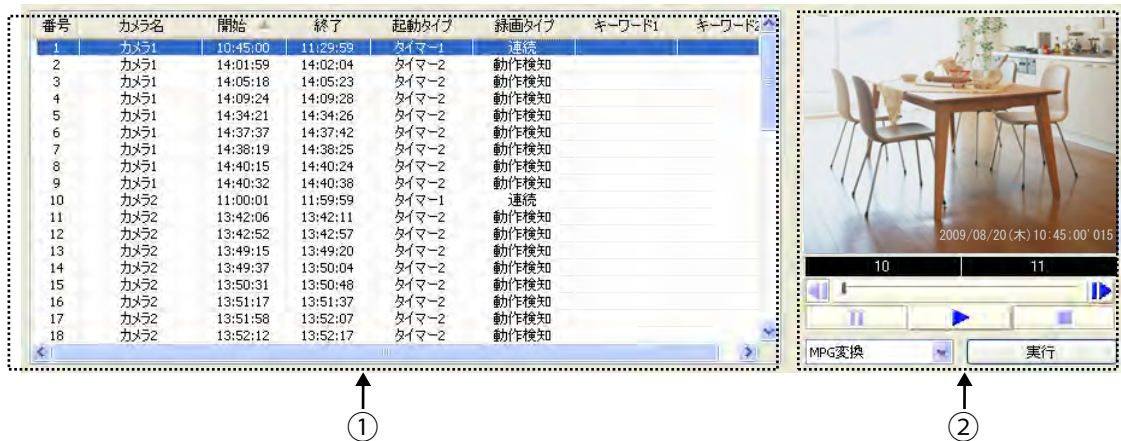 番号 カメラ名 開始 終了 起動タイプ 録画タイプ キーワード1 キーワード2
1 カメラ1 10:45:00 11:29:59 タイマー1 連続
2 カメラ1 14:01:59 14:02:04 タイマー2 動作検知
3 カメラ1 14:05:18 14:05:23 タイマー2 動作検知
4 カメラ1 14:09:24 14:09:28 タイマー2 動作検知
5 カメラ1 14:34:21 14:34:26 タイマー2 動作検知
6 カメラ1 14:37:37 14:37:42 タイマー2 動作検知
7 カメラ1 14:38:19 14:38:25 タイマー2 動作検知
8 カメラ1 14:40:15 14:40:24 タイマー2 動作検知
9 カメラ1 14:40:32 14:40:38 タイマー2 動作検知
10 カメラ2 11:00:01 11:59:59 タイマー1 連続
11 カメラ2 13:42:06 13:42:11 タイマー2 動作検知
12 カメラ2 13:42:52 13:42:57 タイマー2 動作検知
13 カメラ2 13:49:15 13:49:20 タイマー2 動作検知
14 カメラ2 13:49:37 13:50:04 タイマー2 動作検知
15 カメラ2 13:50:31 13:50:48 タイマー2 動作検知
16 カメラ2 13:51:17 13:51:37 タイマー2 動作検知
17 カメラ2 13:51:58 13:52:07 タイマー2 動作検知
18 カメラ2 13:52:12 13:52:17 タイマー2 動作検知
2009/08/20(木)10:45:00'015
10 11
MPG変換 実行
① ②